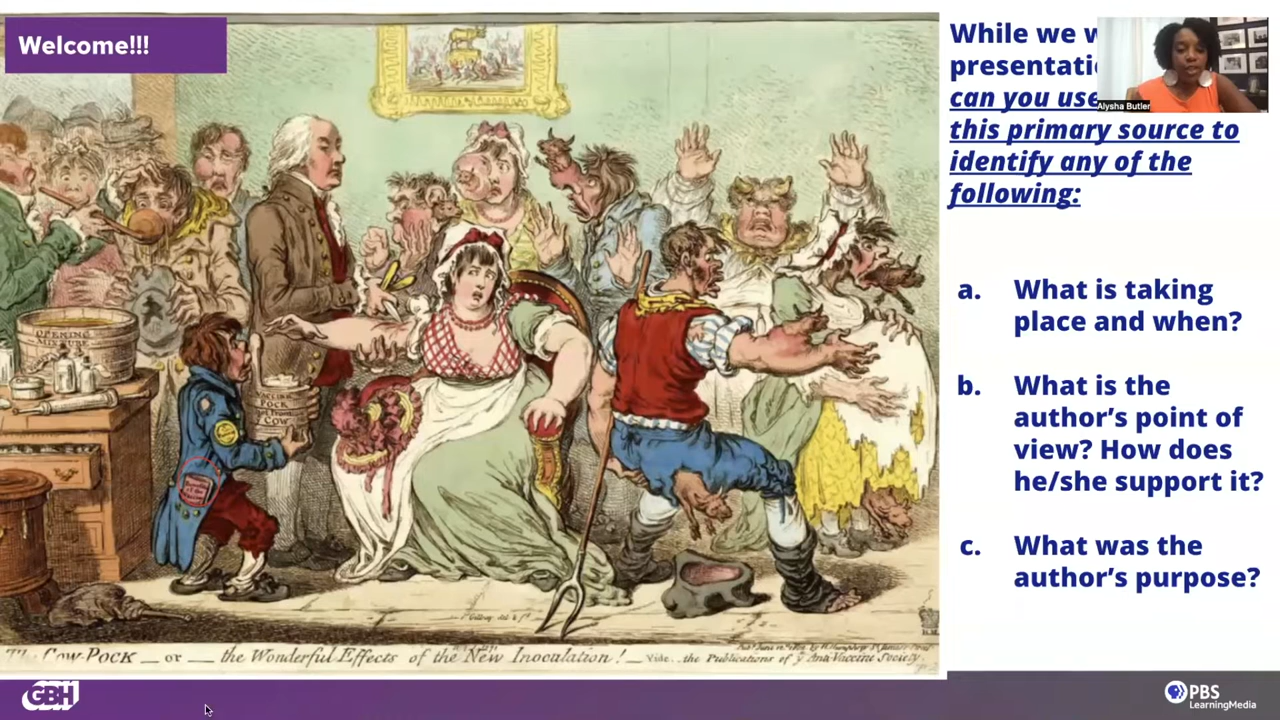 Welcome!!!
While we w
presentati
can you use
this primary source to
identify any of the
following:
Alysha Butler
a. What is taking
place and when?
b. What is the
author's point of
view? How does
he/she support it?
c. What was the
author's purpose?
OPENING
MIXTURE
VACCINE
POCK
COW
The Cow-Pock — or — the Wonderful Effects of the New Inoculation! — Vide. the Publications of yᵉ Anti-Vaccine Society.
GBH
PBS
LearningMedia